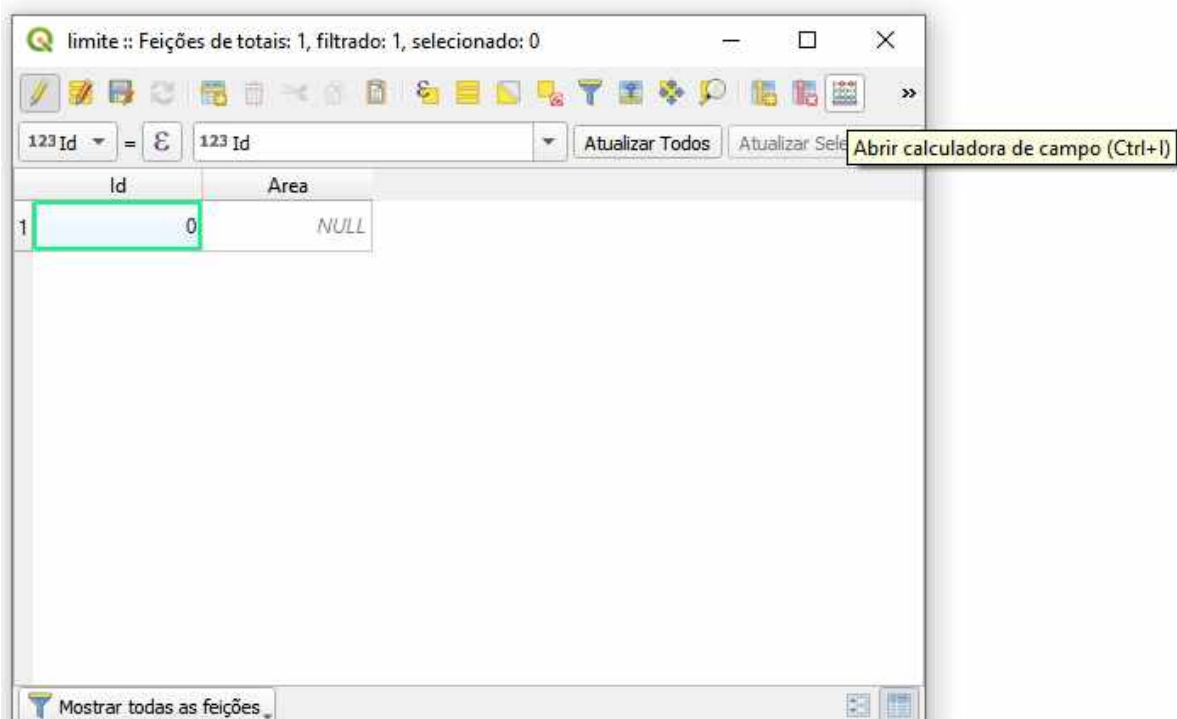 limite :: Feições de totais: 1, filtrado: 1, selecionado: 0
123 Id = ε 123 Id Atualizar Todos Atualizar Sele
Abrir calculadora de campo (Ctrl+I)
Id Area
1 0 NULL
Mostrar todas as feições